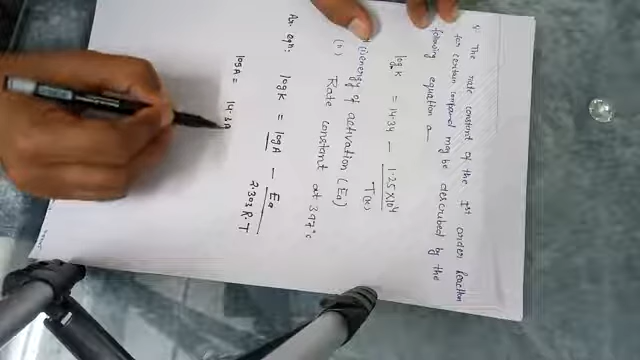 The rate constant of the 1st order Reaction
for certain compound may be described by the
following equation
log K = 14.34 - 1.25 X 10⁴ / T(K)
energy of activation (Ea)
(b) Rate constant at
Arr. eqn: log K = log A - Ea / 2.303 R.T
log A = 14.3